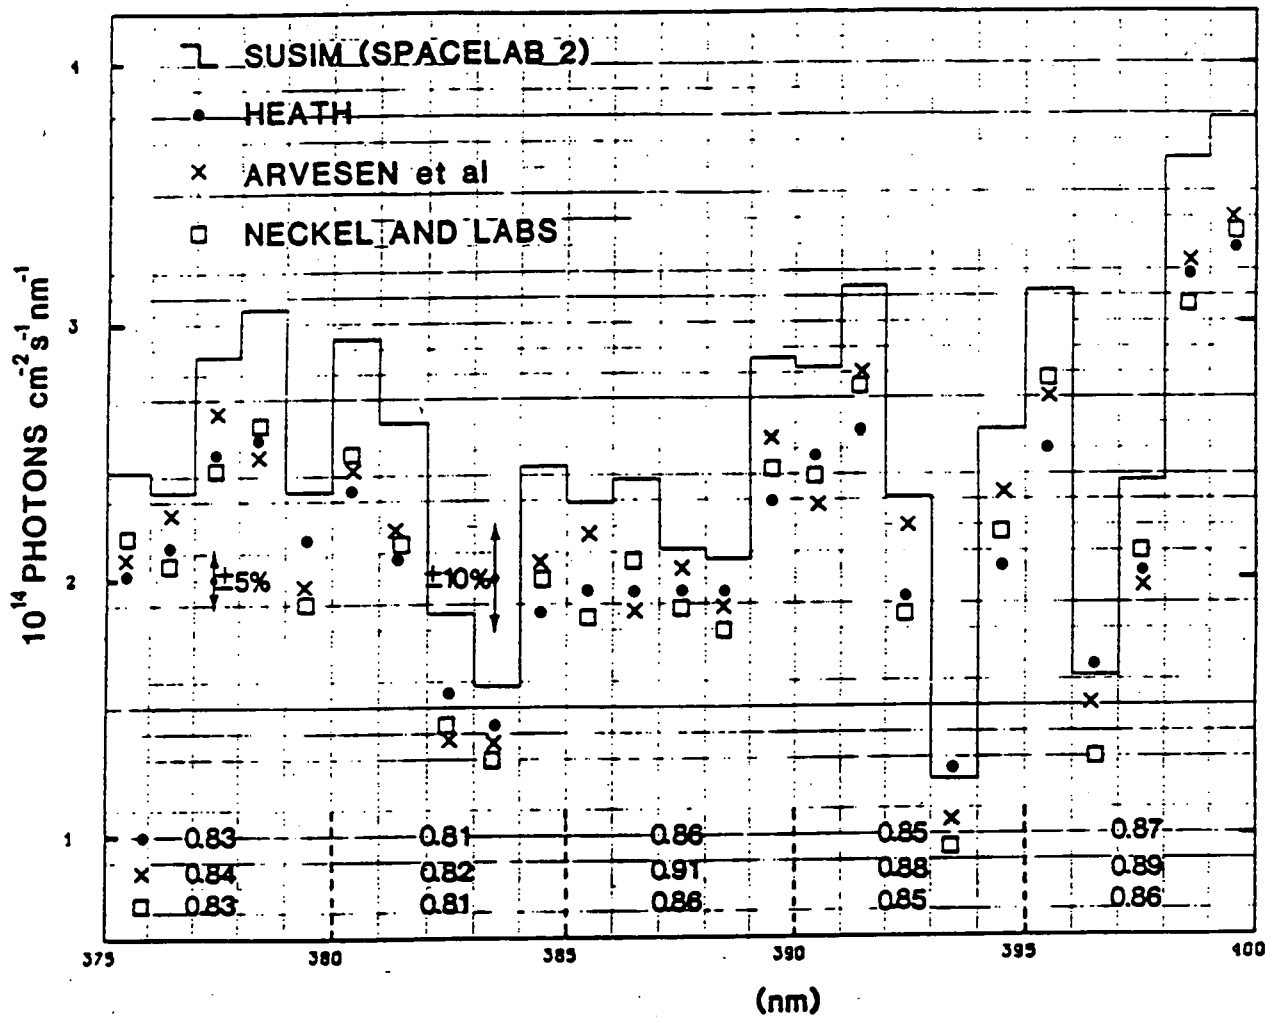 SUSIM (SPACELAB 2)
HEATH
ARVESEN et al
NECKEL AND LABS
10¹⁴ PHOTONS cm⁻² s⁻¹ nm⁻¹
4
3
2
1
±5%
±10%
0.83 0.81 0.86 0.85 0.87
0.84 0.82 0.91 0.88 0.89
0.83 0.81 0.86 0.85 0.86
375 380 385 390 395 400
(nm)